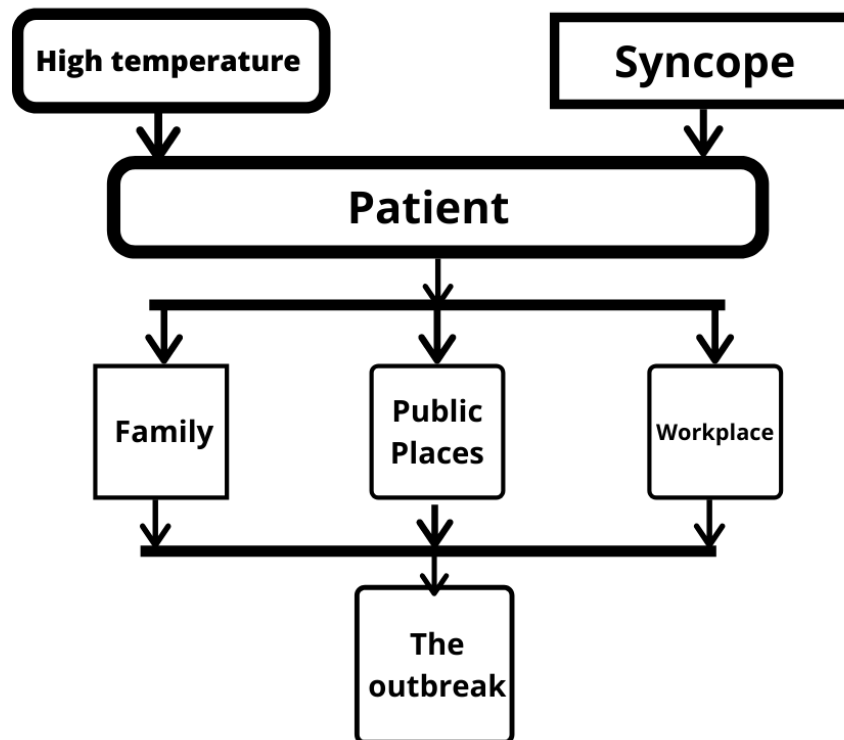 High temperature
Syncope
Patient
Family
Public
Places
Workplace
The
outbreak